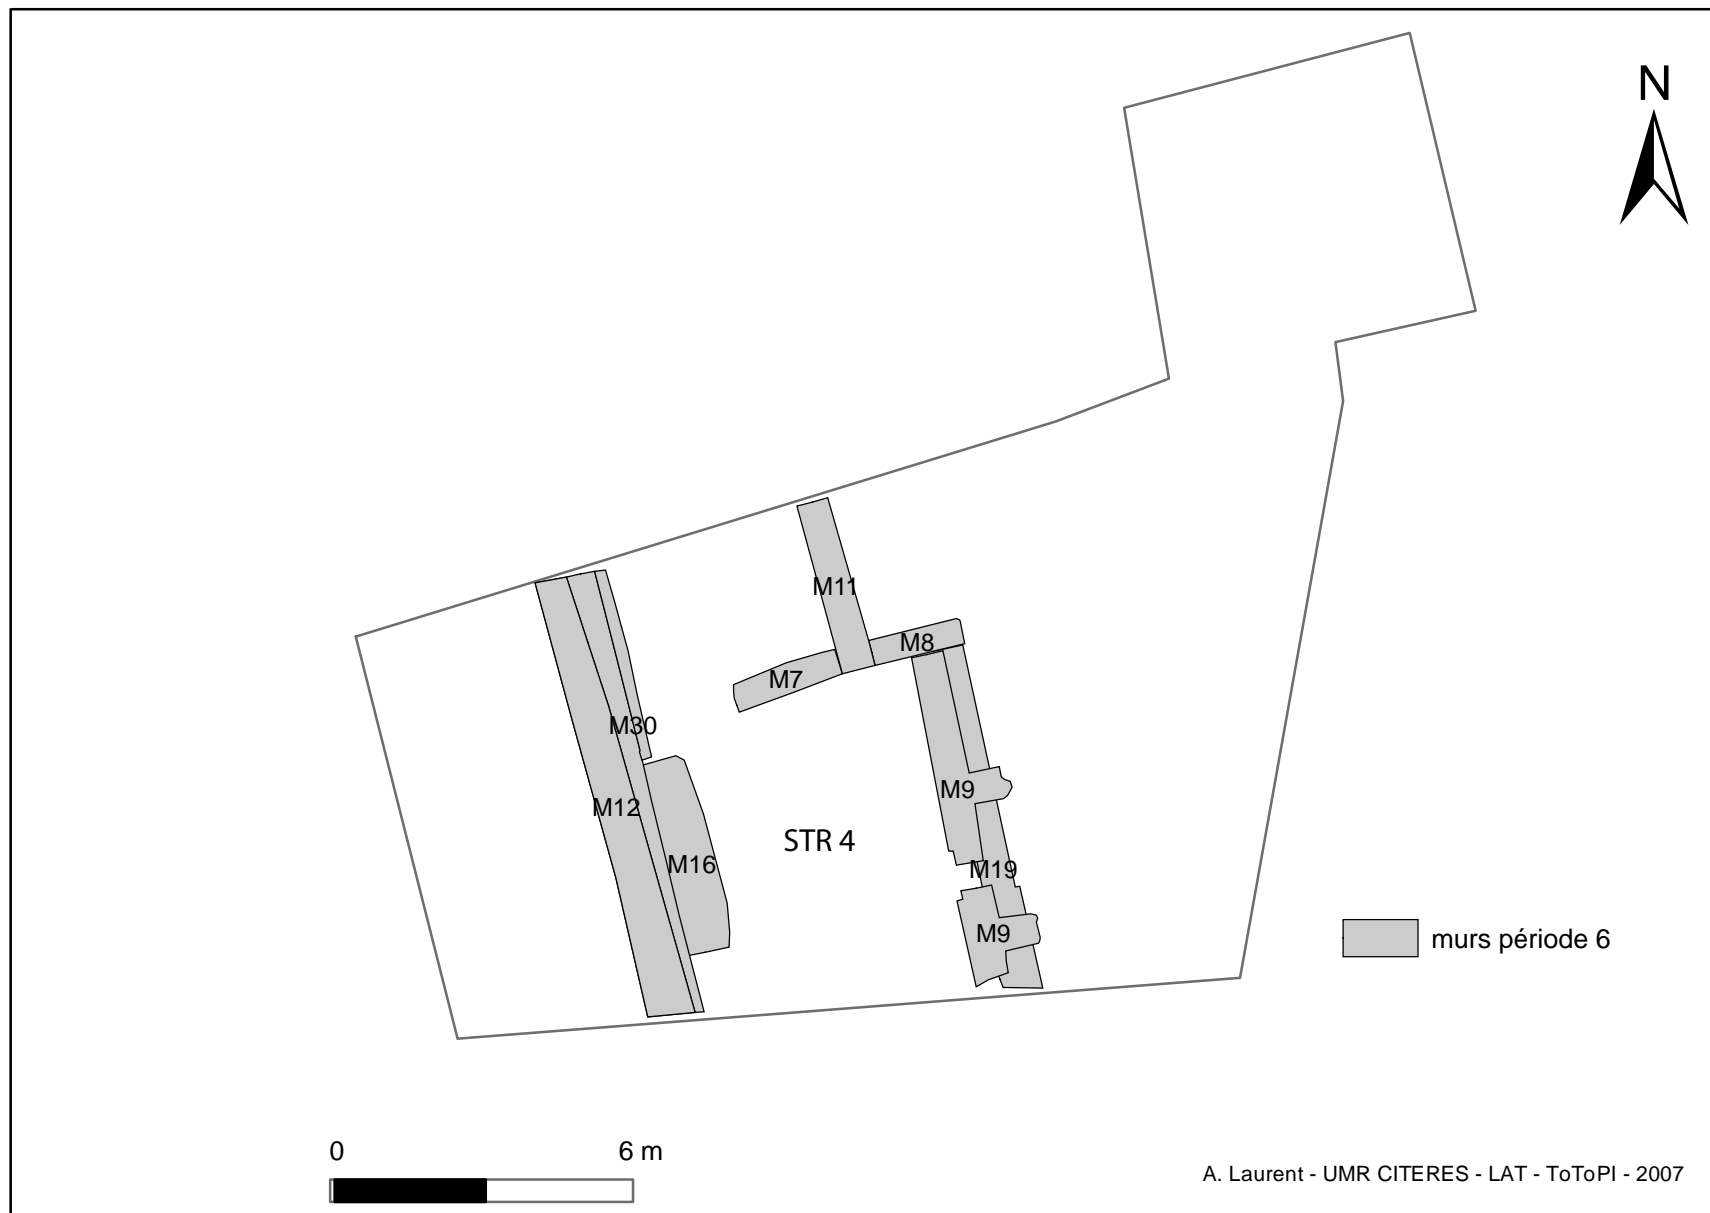 N
M11
M8
M7
M30
M9
M12
STR 4
M16
M19
M9
murs période 6
0 6 m
A. Laurent - UMR CITERES - LAT - ToToPI - 2007